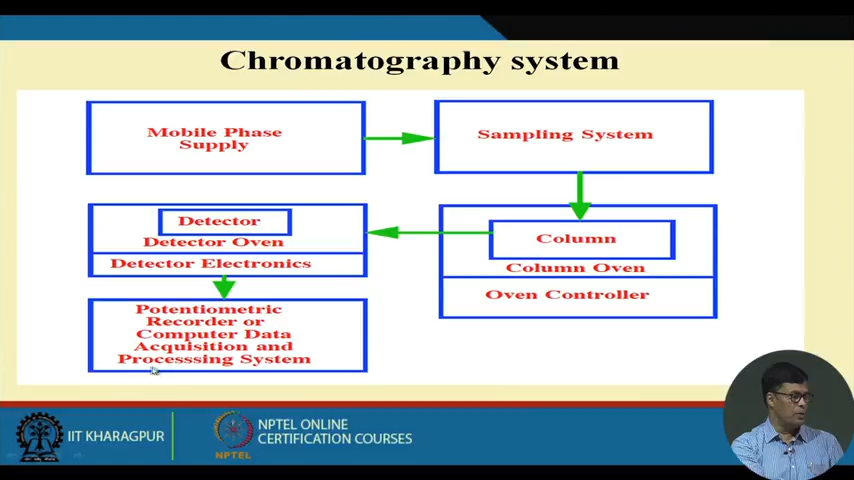 Chromatography system
Mobile Phase
Supply
Sampling System
Detector
Detector Oven
Detector Electronics
Column
Column Oven
Oven Controller
Potentiometric
Recorder or
Computer Data
Acquisition and
Processsing System
IIT KHARAGPUR
NPTEL
NPTEL ONLINE
CERTIFICATION COURSES